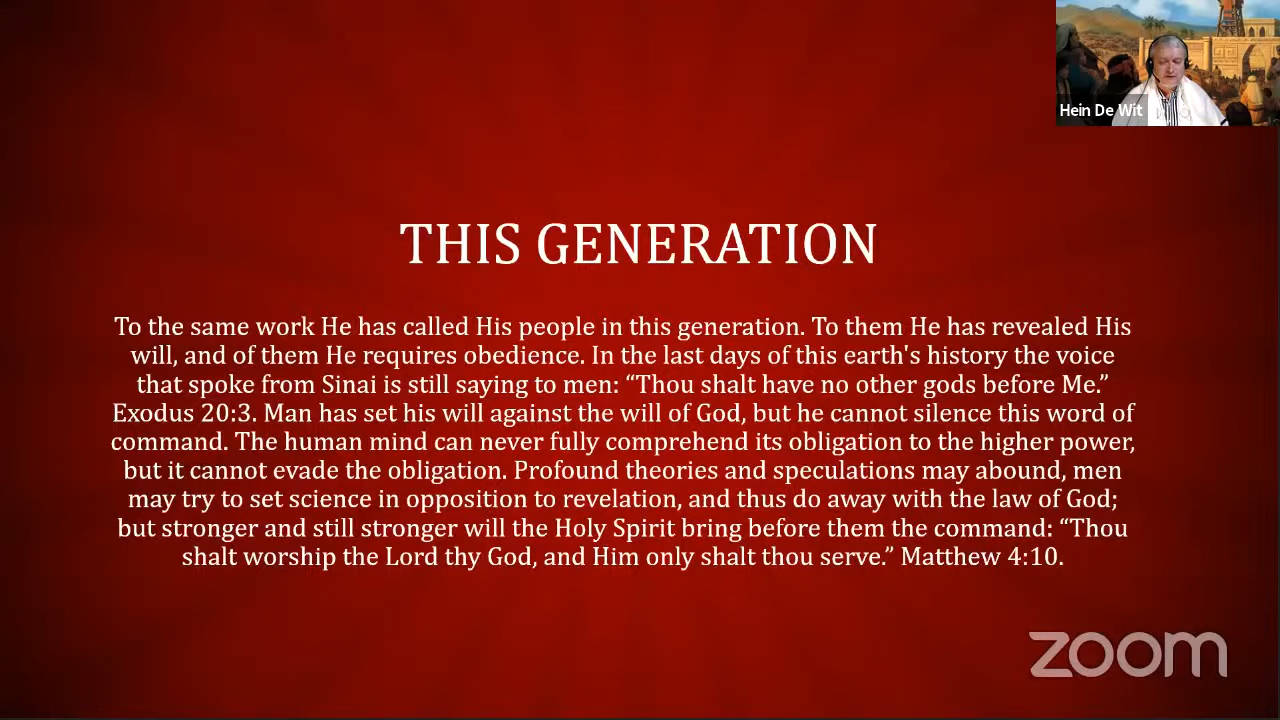 Hein De Wit
THIS GENERATION
To the same work He has called His people in this generation. To them He has revealed His
will, and of them He requires obedience. In the last days of this earth's history the voice
that spoke from Sinai is still saying to men: “Thou shalt have no other gods before Me.”
Exodus 20:3. Man has set his will against the will of God, but he cannot silence this word of
command. The human mind can never fully comprehend its obligation to the higher power,
but it cannot evade the obligation. Profound theories and speculations may abound, men
may try to set science in opposition to revelation, and thus do away with the law of God;
but stronger and still stronger will the Holy Spirit bring before them the command: “Thou
shalt worship the Lord thy God, and Him only shalt thou serve.” Matthew 4:10.
zoom